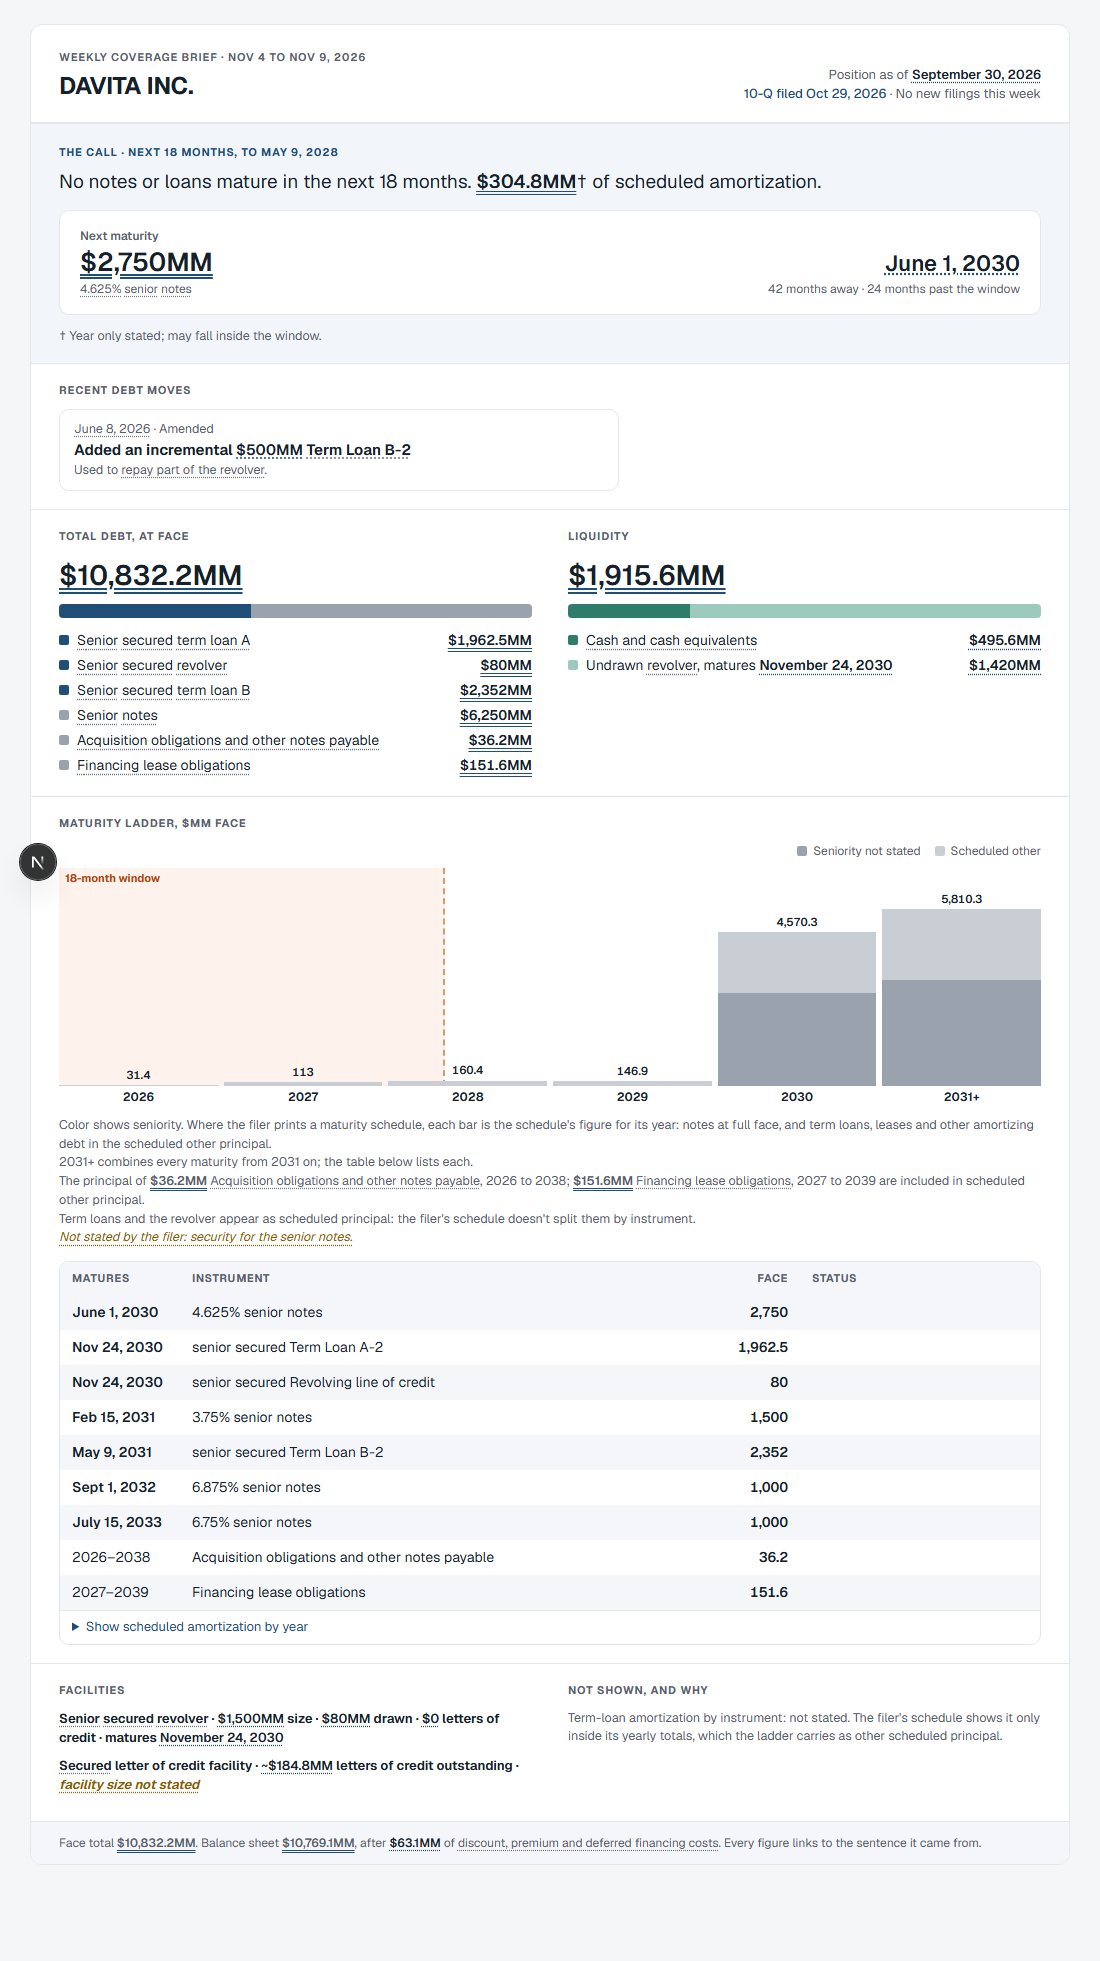 WEEKLY COVERAGE BRIEF · NOV 4 TO NOV 9, 2026
DAVITA INC.
Position as of September 30, 2026
10-Q filed Oct 29, 2026 · No new filings this week
THE CALL · NEXT 18 MONTHS, TO MAY 9, 2028
No notes or loans mature in the next 18 months. $304.8MM† of scheduled amortization.
Next maturity
$2,750MM
4.625% senior notes
June 1, 2030
42 months away · 24 months past the window
† Year only stated; may fall inside the window.
RECENT DEBT MOVES
June 8, 2026 · Amended
Added an incremental $500MM Term Loan B-2
Used to repay part of the revolver.
TOTAL DEBT, AT FACE
$10,832.2MM
Senior secured term loan A $1,962.5MM
Senior secured revolver $80MM
Senior secured term loan B $2,352MM
Senior notes $6,250MM
Acquisition obligations and other notes payable $36.2MM
Financing lease obligations $151.6MM
LIQUIDITY
$1,915.6MM
Cash and cash equivalents $495.6MM
Undrawn revolver, matures November 24, 2030 $1,420MM
MATURITY LADDER, $MM FACE
N
Seniority not stated Scheduled other
18-month window
31.4 113 160.4 146.9 4,570.3 5,810.3
2026 2027 2028 2029 2030 2031+
Color shows seniority. Where the filer prints a maturity schedule, each bar is the schedule's figure for its year: notes at full face, and term loans, leases and other amortizing
debt in the scheduled other principal.
2031+ combines every maturity from 2031 on; the table below lists each.
The principal of $36.2MM Acquisition obligations and other notes payable, 2026 to 2038; $151.6MM Financing lease obligations, 2027 to 2039 are included in scheduled
other principal.
Term loans and the revolver appear as scheduled principal: the filer's schedule doesn't split them by instrument.
Not stated by the filer: security for the senior notes.
MATURES INSTRUMENT FACE STATUS
June 1, 2030 4.625% senior notes 2,750
Nov 24, 2030 senior secured Term Loan A-2 1,962.5
Nov 24, 2030 senior secured Revolving line of credit 80
Feb 15, 2031 3.75% senior notes 1,500
May 9, 2031 senior secured Term Loan B-2 2,352
Sept 1, 2032 6.875% senior notes 1,000
July 15, 2033 6.75% senior notes 1,000
2026–2038 Acquisition obligations and other notes payable 36.2
2027–2039 Financing lease obligations 151.6
▶ Show scheduled amortization by year
FACILITIES
Senior secured revolver · $1,500MM size · $80MM drawn · $0 letters of
credit · matures November 24, 2030
Secured letter of credit facility · ~$184.8MM letters of credit outstanding ·
facility size not stated
NOT SHOWN, AND WHY
Term-loan amortization by instrument: not stated. The filer's schedule shows it only
inside its yearly totals, which the ladder carries as other scheduled principal.
Face total $10,832.2MM. Balance sheet $10,769.1MM, after $63.1MM of discount, premium and deferred financing costs. Every figure links to the sentence it came from.